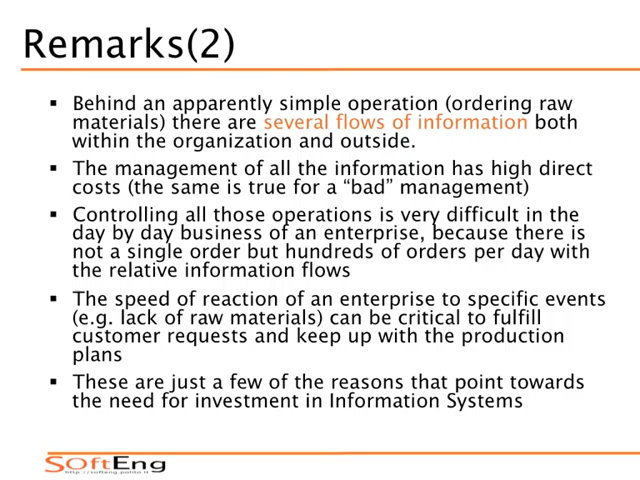 Remarks(2)
▪ Behind an apparently simple operation (ordering raw
materials) there are several flows of information both
within the organization and outside.
▪ The management of all the information has high direct
costs (the same is true for a “bad” management)
▪ Controlling all those operations is very difficult in the
day by day business of an enterprise, because there is
not a single order but hundreds of orders per day with
the relative information flows
▪ The speed of reaction of an enterprise to specific events
(e.g. lack of raw materials) can be critical to fulfill
customer requests and keep up with the production
plans
▪ These are just a few of the reasons that point towards
the need for investment in Information Systems
SOftEng
http://softeng.polito.it